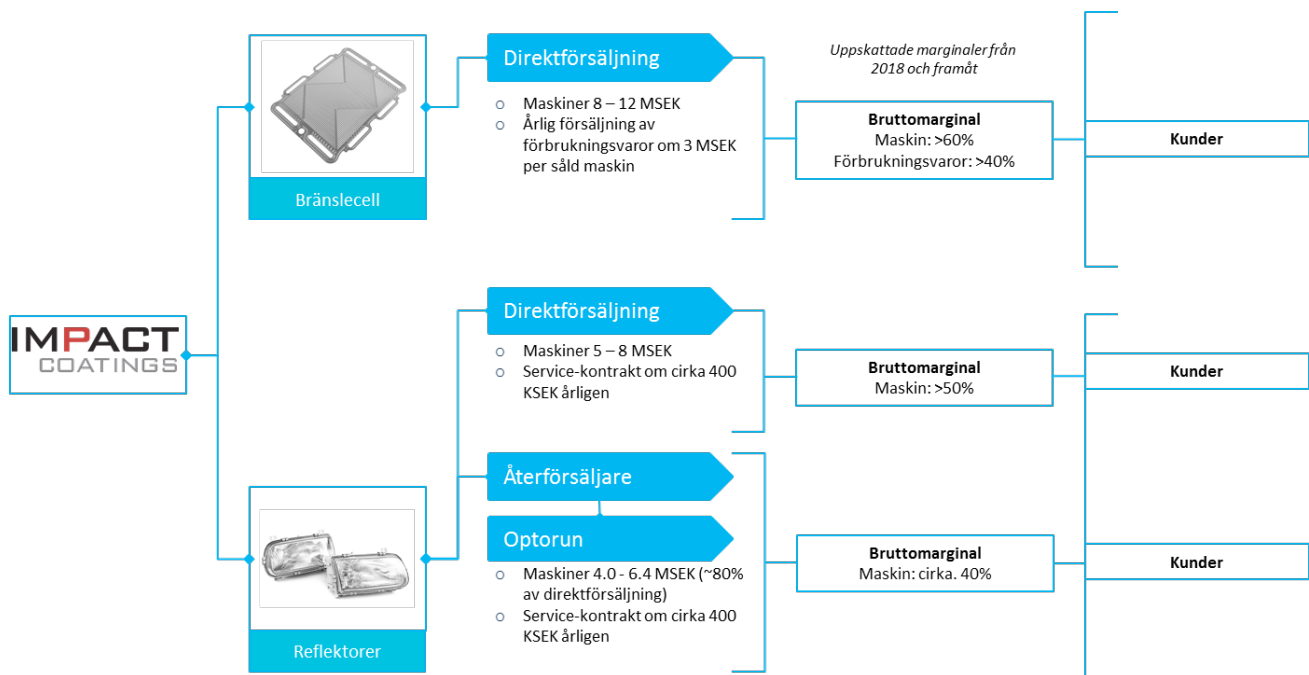 Direktförsäljning
o Maskiner 8 – 12 MSEK
o Årlig försäljning av
förbrukningsvaror om 3 MSEK
per såld maskin
Uppskattade marginaler från
2018 och framåt
Bruttomarginal
Maskin: >60%
Förbrukningsvaror: >40%
Kunder
Bränslecell
IMPACT
COATINGS
Direktförsäljning
o Maskiner 5 – 8 MSEK
o Service-kontrakt om cirka 400
KSEK årligen
Bruttomarginal
Maskin: >50%
Kunder
Återförsäljare
Optorun
o Maskiner 4.0 - 6.4 MSEK (~80%
av direktförsäljning)
o Service-kontrakt om cirka 400
KSEK årligen
Bruttomarginal
Maskin: cirka. 40%
Kunder
Reflektorer